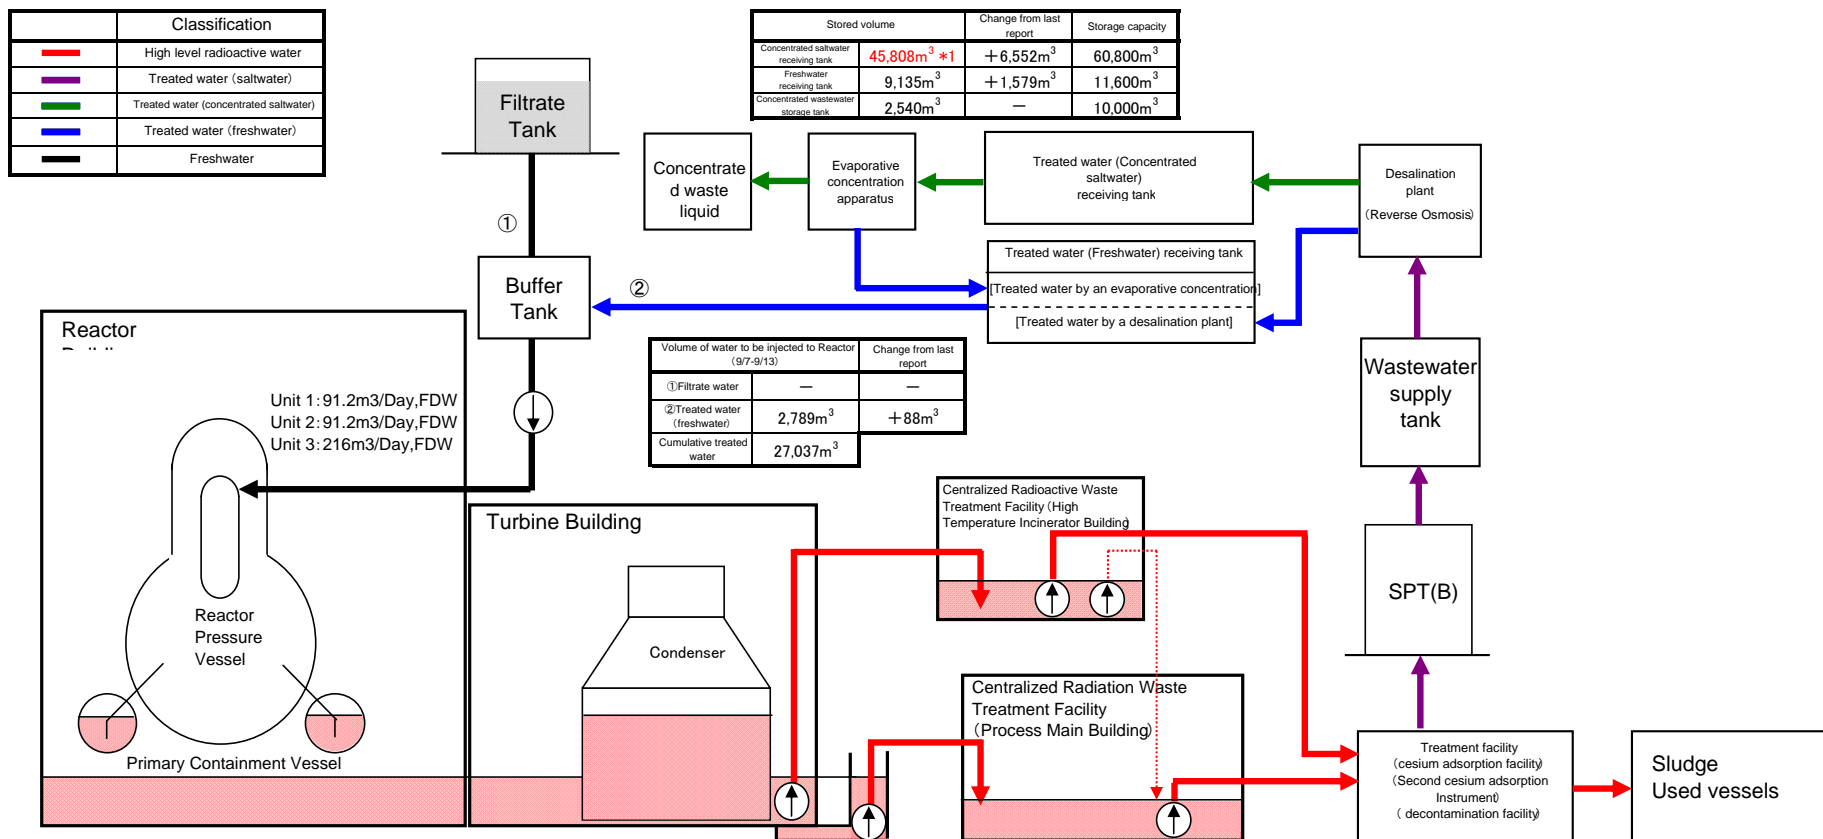 Classification
High level radioactive water
Treated water (saltwater)
Treated water (concentrated saltwater)
Treated water (freshwater)
Freshwater
Stored volume
Change from last
report
Storage capacity
Concentrated saltwater
receiving tank
45,808m³ *1
+6,552m³
60,800m³
Freshwater
receiving tank
9,135m³
+1,579m³
11,600m³
Concentrated wastewater
storage tank
2,540m³
—
10,000m³
Filtrate
Tank
①
Buffer
Tank
②
Concentrate
d waste
liquid
Evaporative
concentration
apparatus
Treated water (Concentrated
saltwater)
receiving tank
Desalination
plant
(Reverse Osmosis)
Treated water (Freshwater) receiving tank
[Treated water by an evaporative concentration]
[Treated water by a desalination plant]
Volume of water to be injected to Reactor
(9/7-9/13)
Change from last
report
①Filtrate water
—
—
②Treated water
(freshwater)
2,789m³
+88m³
Cumulative treated
water
27,037m³
Wastewater
supply
tank
SPT(B)
Reactor
Unit 1:91.2m3/Day,FDW
Unit 2:91.2m3/Day,FDW
Unit 3:216m3/Day,FDW
Reactor
Pressure
Vessel
Primary Containment Vessel
Turbine Building
Condenser
Centralized Radioactive Waste
Treatment Facility (High
Temperature Incinerator Building)
Centralized Radiation Waste
Treatment Facility
(Process Main Building)
Treatment facility
(cesium adsorption facility)
(Second cesium adsorption
Instrument)
( decontamination facility)
Sludge
Used vessels